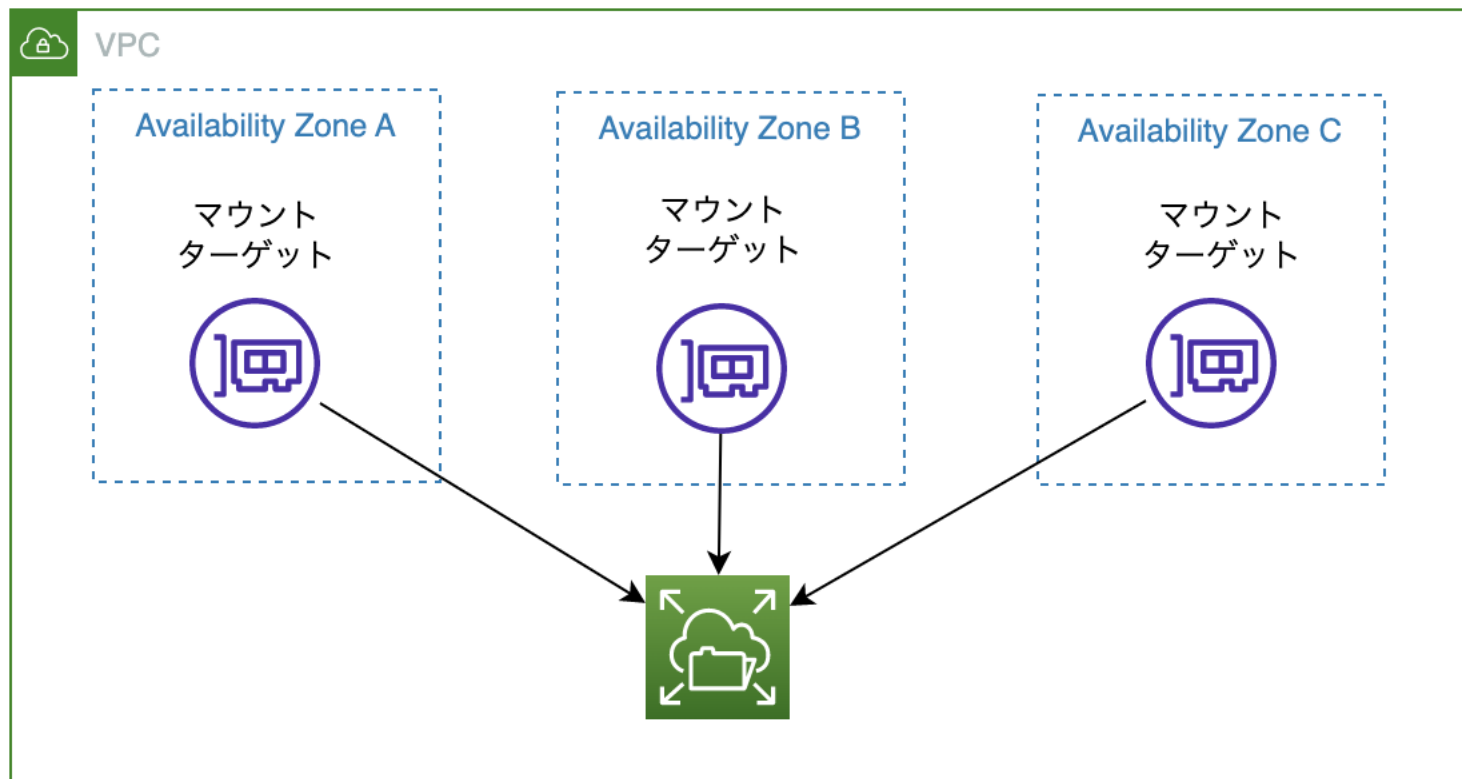 VPC
Availability Zone A
マウント
ターゲット
Availability Zone B
マウント
ターゲット
Availability Zone C
マウント
ターゲット